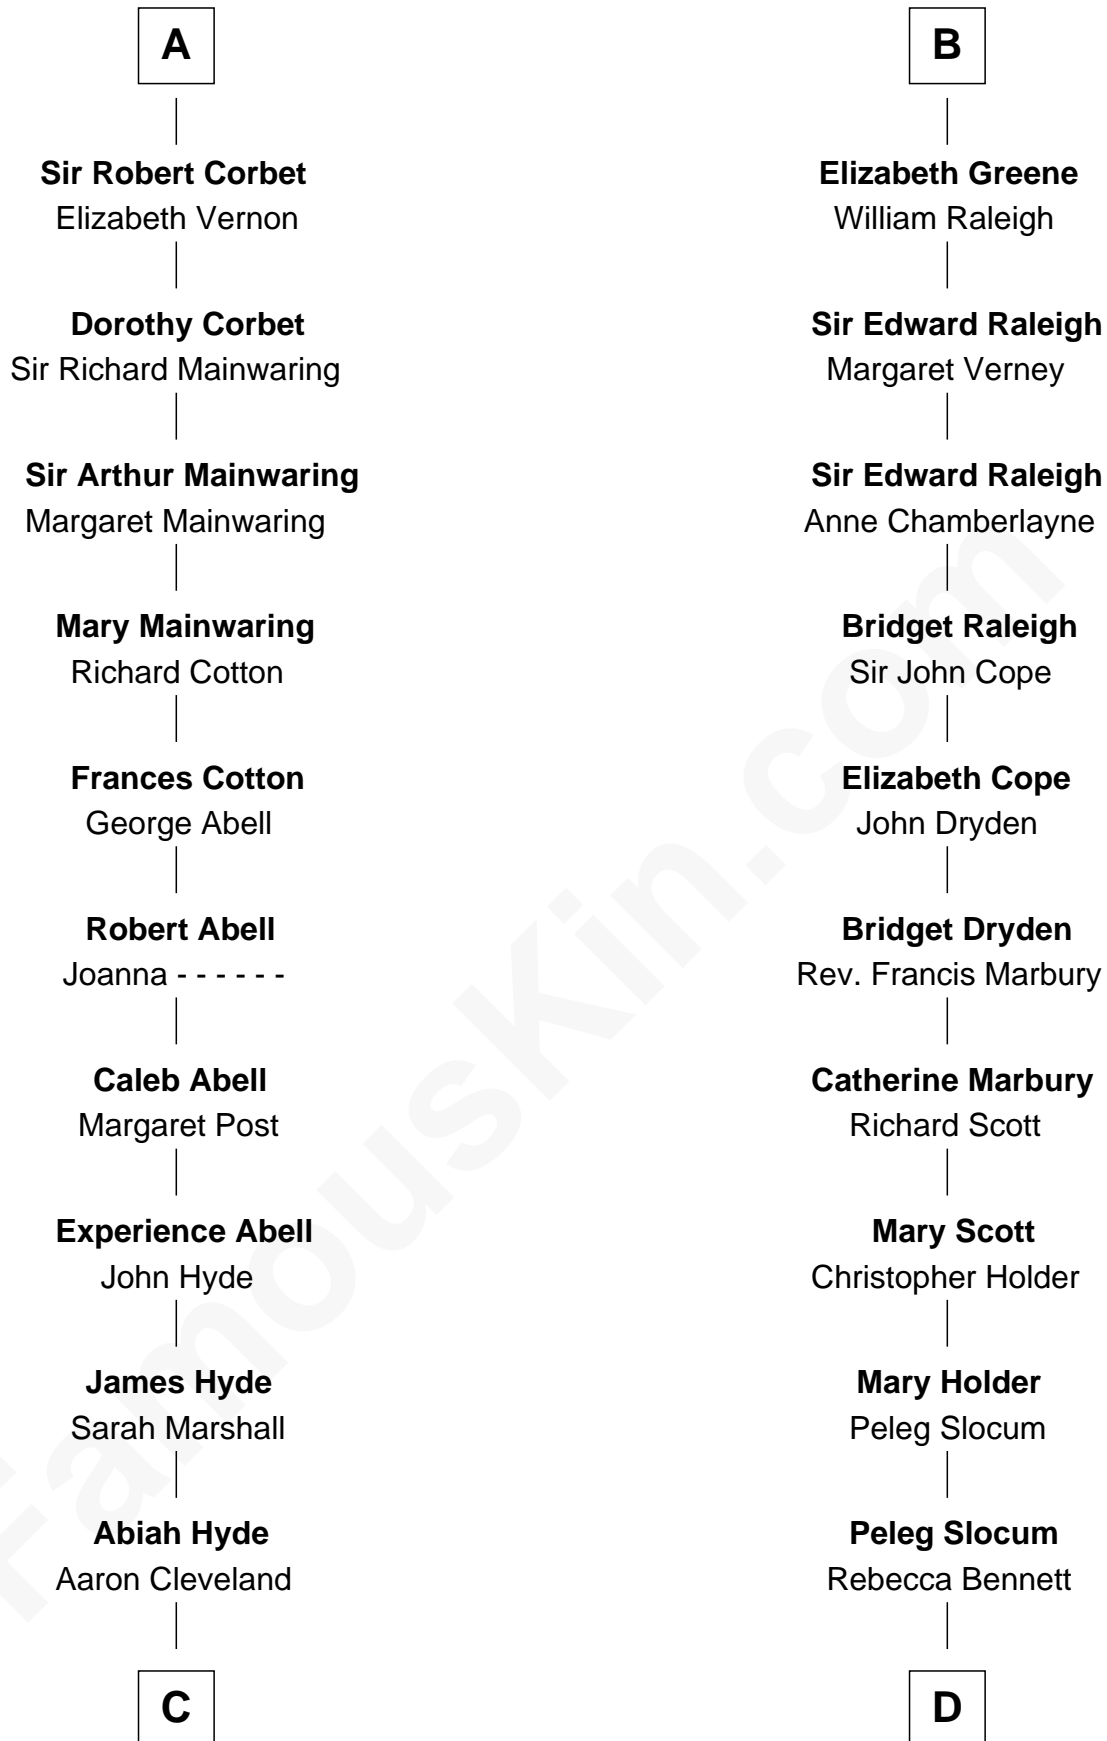 A
Sir Robert Corbet
Elizabeth Vernon
Dorothy Corbet
Sir Richard Mainwaring
Sir Arthur Mainwaring
Margaret Mainwaring
Mary Mainwaring
Richard Cotton
Frances Cotton
George Abell
Robert Abell
Joanna - - - - - -
Caleb Abell
Margaret Post
Experience Abell
John Hyde
James Hyde
Sarah Marshall
Abiah Hyde
Aaron Cleveland
C
B
Elizabeth Greene
William Raleigh
Sir Edward Raleigh
Margaret Verney
Sir Edward Raleigh
Anne Chamberlayne
Bridget Raleigh
Sir John Cope
Elizabeth Cope
John Dryden
Bridget Dryden
Rev. Francis Marbury
Catherine Marbury
Richard Scott
Mary Scott
Christopher Holder
Mary Holder
Peleg Slocum
Peleg Slocum
Rebecca Bennett
D
FamousKin.com